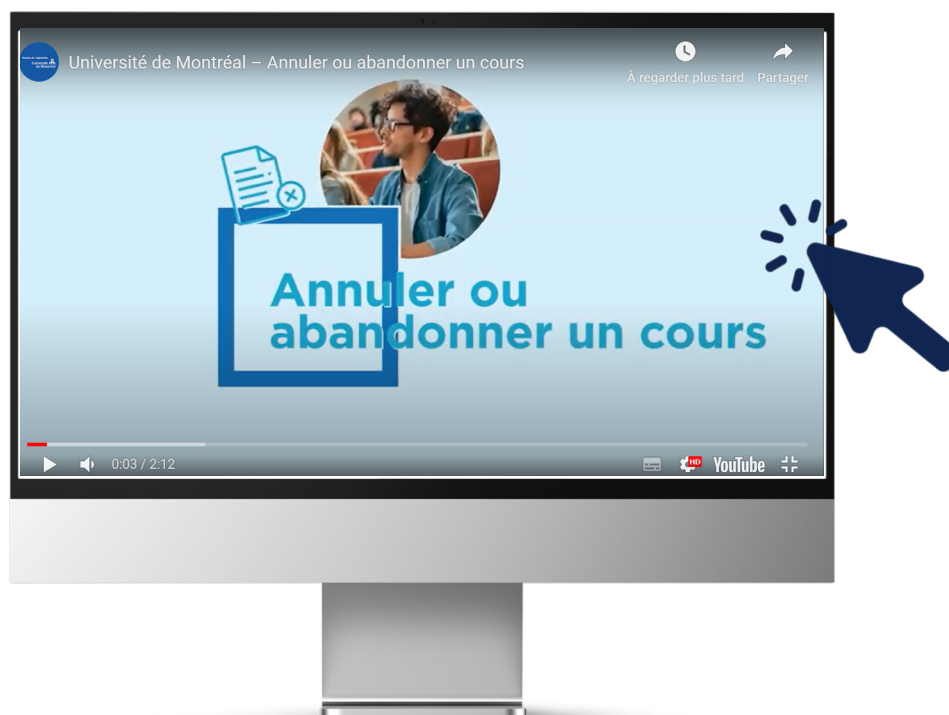 Université de Montréal – Annuler ou abandonner un cours
À regarder plus tard
Partager
Annuler ou
abandonner un cours
0:03 / 2:12
HD
YouTube